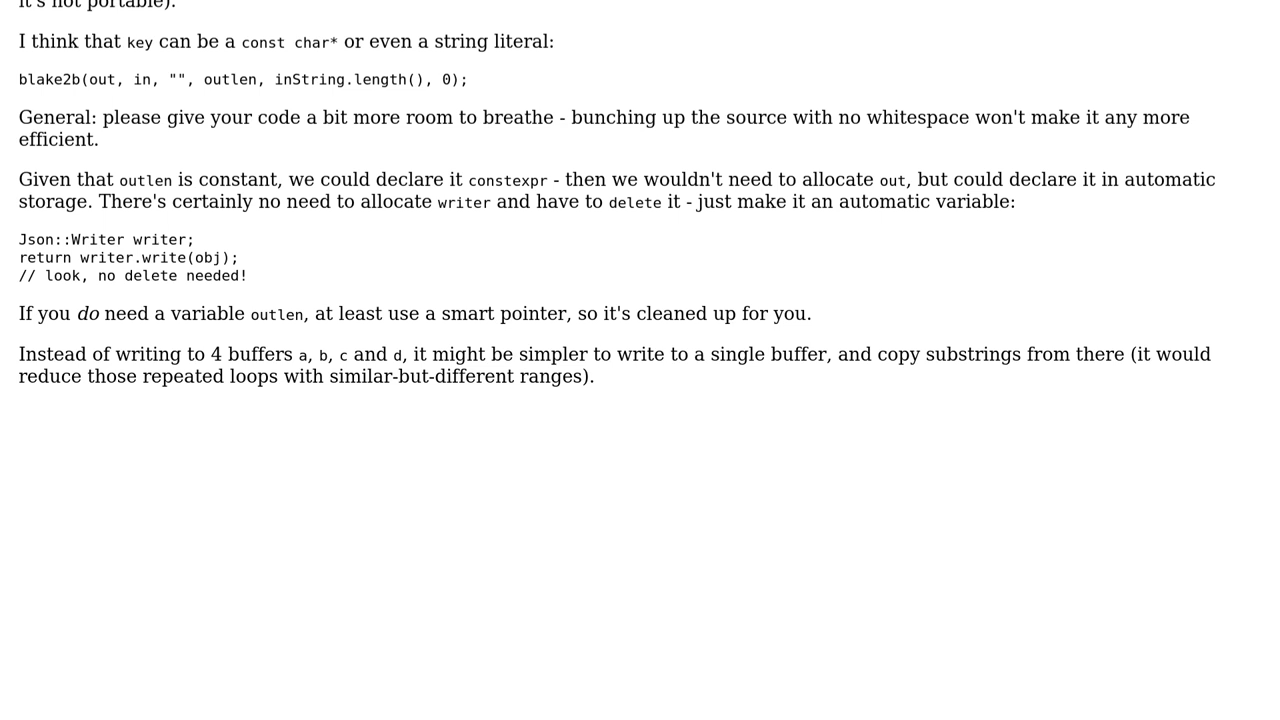 it's not portable).
I think that key can be a const char* or even a string literal:
blake2b(out, in, "", outlen, inString.length(), 0);
General: please give your code a bit more room to breathe - bunching up the source with no whitespace won't make it any more
efficient.
Given that outlen is constant, we could declare it constexpr - then we wouldn't need to allocate out, but could declare it in automatic
storage. There's certainly no need to allocate writer and have to delete it - just make it an automatic variable:
Json::Writer writer;
return writer.write(obj);
// look, no delete needed!
If you do need a variable outlen, at least use a smart pointer, so it's cleaned up for you.
Instead of writing to 4 buffers a, b, c and d, it might be simpler to write to a single buffer, and copy substrings from there (it would
reduce those repeated loops with similar-but-different ranges).